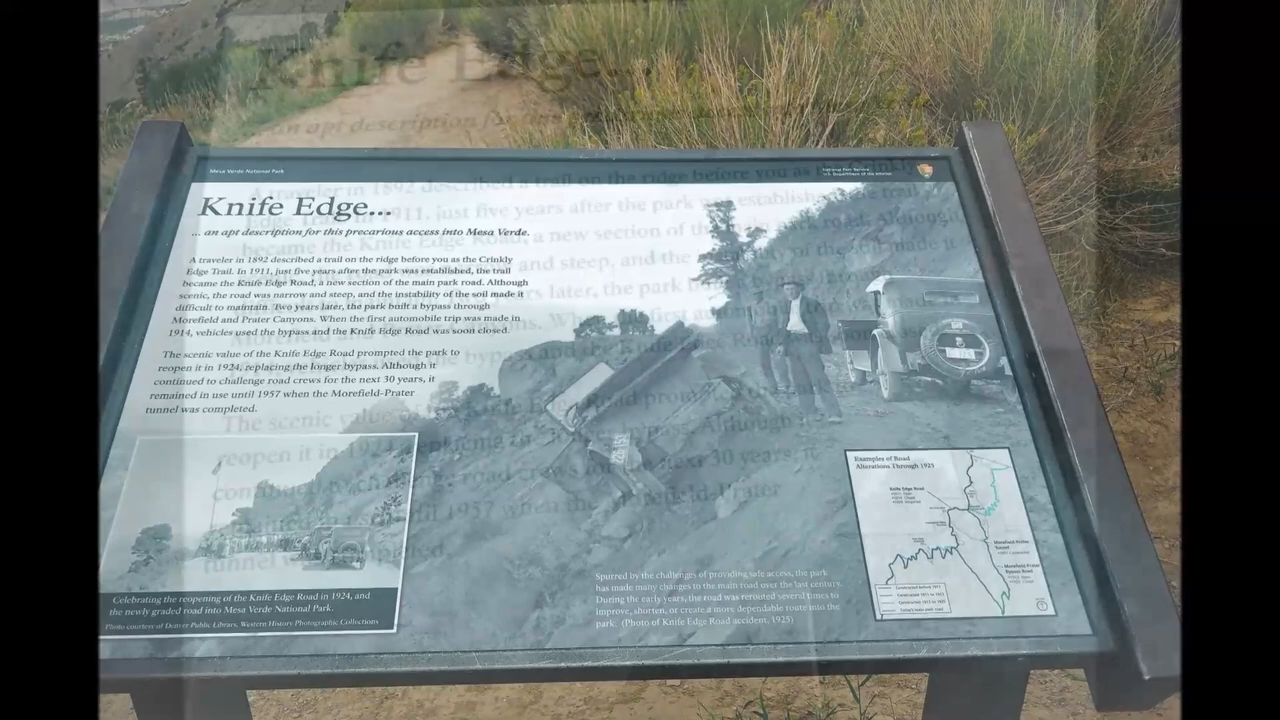 Mesa Verde National Park
National Park Service
U.S. Department of the Interior
Knife Edge...
... an apt description for this precarious access into Mesa Verde.
A traveler in 1892 described a trail on the ridge before you as the Crinkly
Edge Trail. In 1911, just five years after the park was established, the trail
became the Knife Edge Road, a new section of the main park road. Although
scenic, the road was narrow and steep, and the instability of the soil made it
difficult to maintain. Two years later, the park built a bypass through
Morefield and Prater Canyons. When the first automobile trip was made in
1914, vehicles used the bypass and the Knife Edge Road was soon closed.
The scenic value of the Knife Edge Road prompted the park to
reopen it in 1924, replacing the longer bypass. Although it
continued to challenge road crews for the next 30 years, it
remained in use until 1957 when the Morefield-Prater
tunnel was completed.
Celebrating the reopening of the Knife Edge Road in 1924, and
the newly graded road into Mesa Verde National Park.
Photo courtesy of Denver Public Library, Western History Photographic Collections
Spurred by the challenges of providing safe access, the park
has made many changes to the main road over the last century.
During the early years, the road was rerouted several times to
improve, shorten, or create a more dependable route into the
park. (Photo of Knife Edge Road accident, 1925)
Examples of Road
Alterations Through 1923
Knife Edge Road
Morefield-Prater
Tunnel
Morefield-Prater
Bypass Road